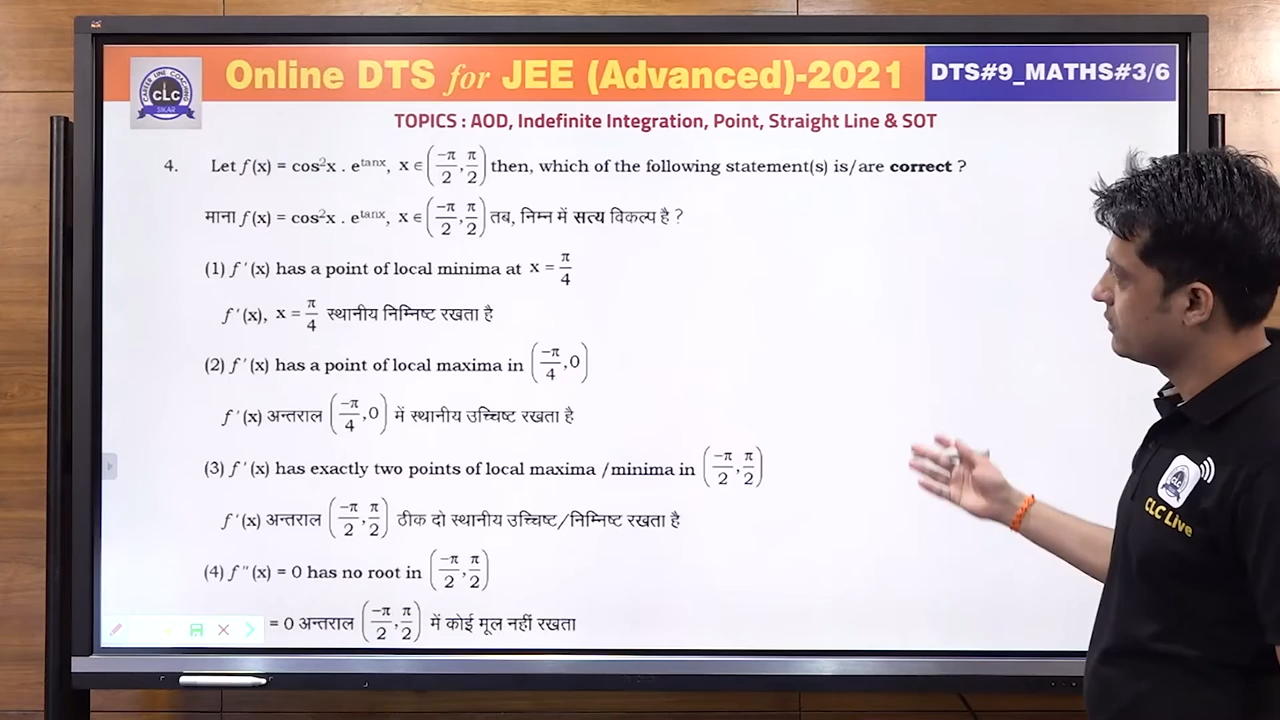 Online DTS for JEE (Advanced)-2021
DTS#9_MATHS#3/6
CAREER LINE COACHING
CLC
SIKAR
TOPICS : AOD, Indefinite Integration, Point, Straight Line & SOT
4. Let f(x) = cos²x . e^tanx, x ∈ (-π/2, π/2) then, which of the following statement(s) is/are correct ?
माना f(x) = cos²x . e^tanx, x ∈ (-π/2, π/2) तब, निम्न में सत्य विकल्प है ?
(1) f '(x) has a point of local minima at x = π/4
f '(x), x = π/4 स्थानीय निम्निष्ट रखता है
(2) f '(x) has a point of local maxima in (-π/4, 0)
f '(x) अन्तराल (-π/4, 0) में स्थानीय उच्चिष्ट रखता है
(3) f '(x) has exactly two points of local maxima /minima in (-π/2, π/2)
f '(x) अन्तराल (-π/2, π/2) ठीक दो स्थानीय उच्चिष्ट/निम्निष्ट रखता है
(4) f "(x) = 0 has no root in (-π/2, π/2)
= 0 अन्तराल (-π/2, π/2) में कोई मूल नहीं रखता
CLC
CLC Live